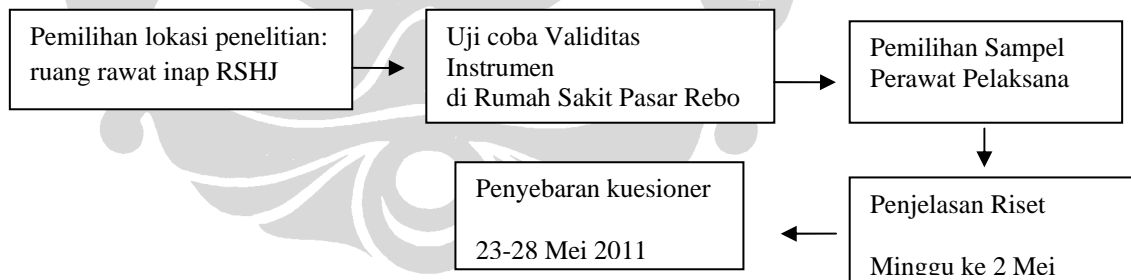 Pemilihan lokasi penelitian:
ruang rawat inap RSHJ
Uji coba Validitas
Instrumen
di Rumah Sakit Pasar Rebo
Pemilihan Sampel
Perawat Pelaksana
Penjelasan Riset
Minggu ke 2 Mei
Penyebaran kuesioner
23-28 Mei 2011